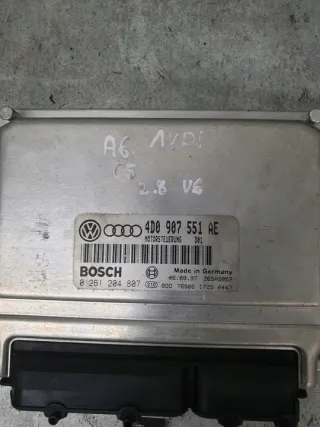 A6 AUDI
C5
2.8 V6
4D0 907 551 AE
MOTORSTEUERUNG D01
BOSCH Made in Germany
0 261 204 807